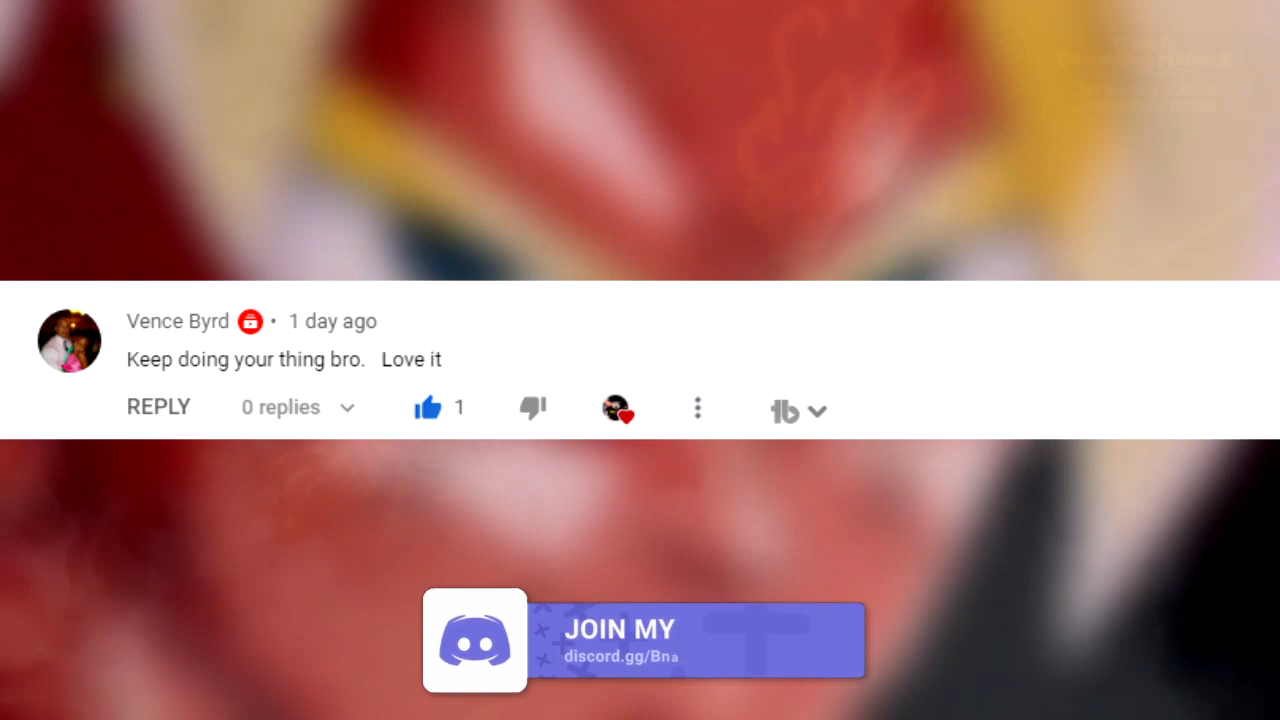 Vence Byrd • 1 day ago
Keep doing your thing bro. Love it
REPLY 0 replies 1 tb
JOIN MY
discord.gg/Bna